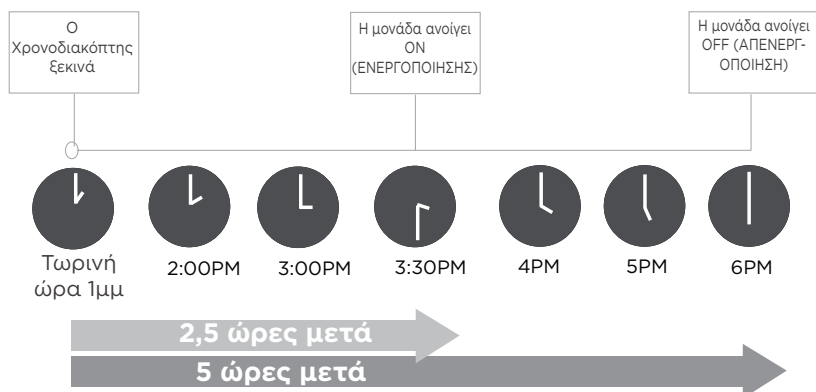 Ο
Χρονοδιακόπτης
ξεκινά
Η μονάδα ανοίγει
ON
(ΕΝΕΡΓΟΠΟΙΗΣΗΣ)
Η μονάδα ανοίγει
OFF (ΑΠΕΝΕΡΓ-
ΟΠΟΙΗΣΗ)
Τωρινή
ώρα 1μμ
2:00PM
3:00PM
3:30PM
4PM
5PM
6PM
2,5 ώρες μετά
5 ώρες μετά